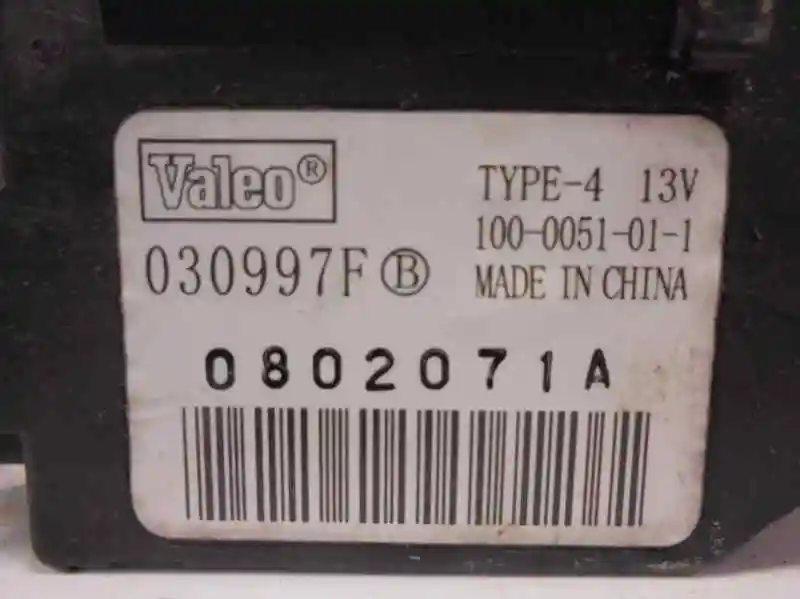 Valeo®
TYPE-4 13V
100-0051-01-1
030997F Ⓑ
MADE IN CHINA
0802071A